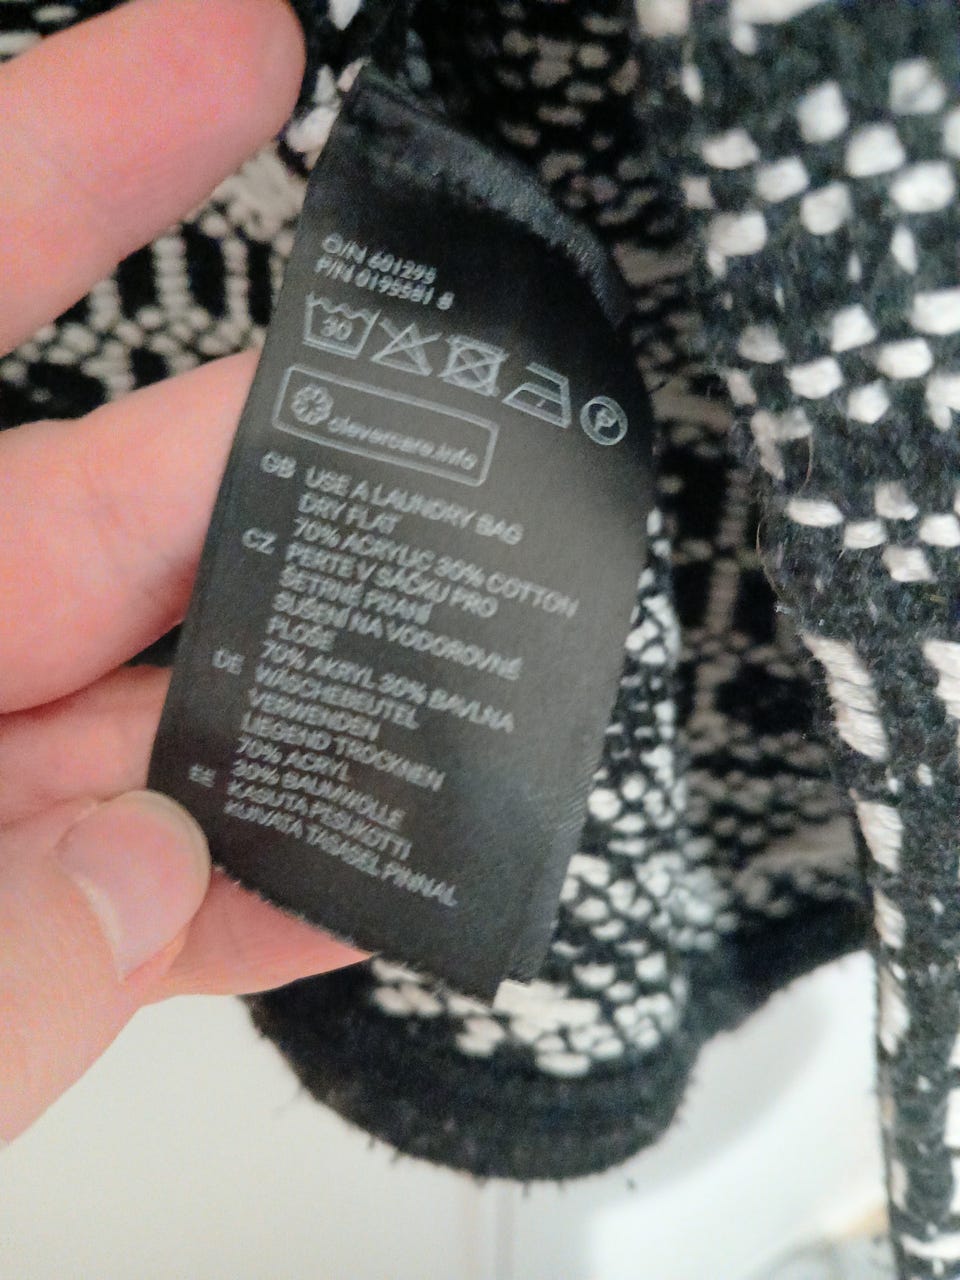 O/N 601295
P/N 0195581 8
30
P
clevercare.info
GB USE A LAUNDRY BAG
DRY FLAT
70% ACRYLIC 30% COTTON
CZ PERTE V SÁČKU PRO
ŠETRNÉ PRANÍ
SUŠENÍ NA VODOROVNÉ
PLOŠE
70% AKRYL 30% BAVLNA
DE WÄSCHEBEUTEL
VERWENDEN
LIEGEND TROCKNEN
70% ACRYL
30% BAUMWOLLE
EE KASUTA PESUKOTTI
KUIVATA TASASEL PINNAL